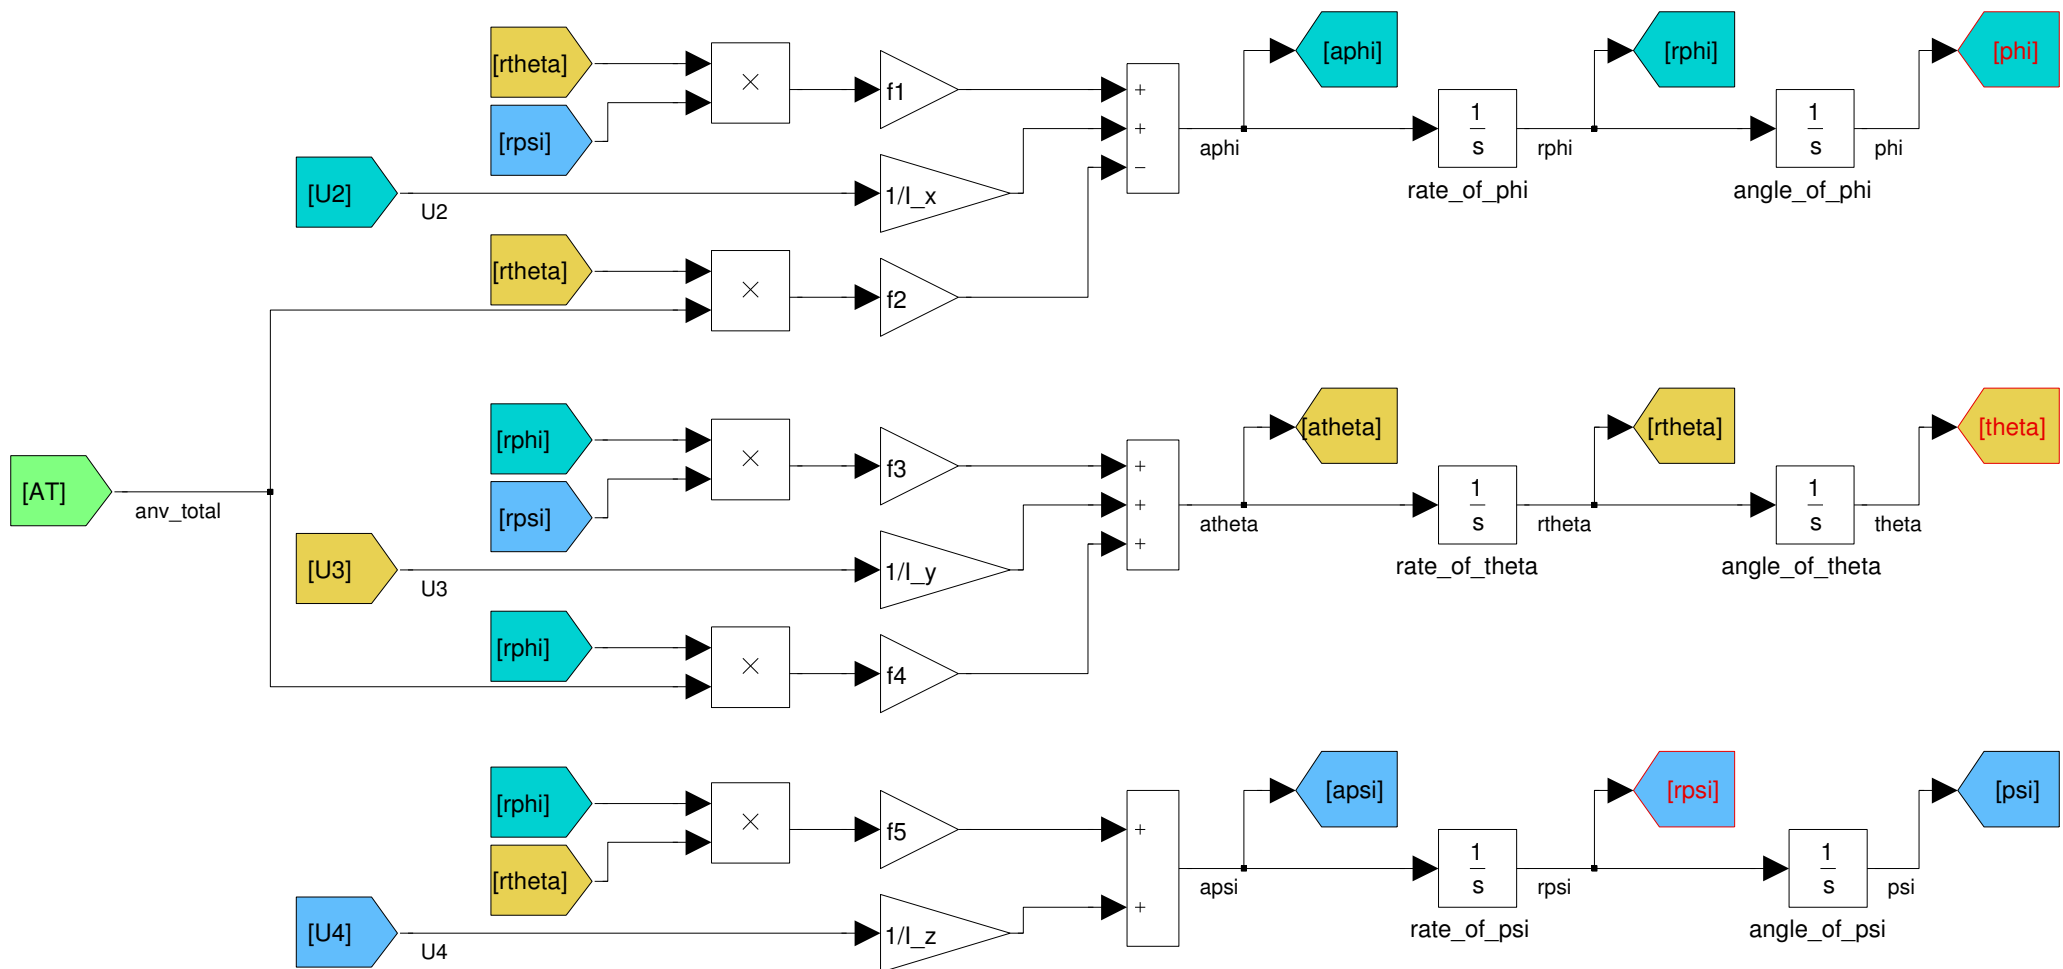 [rtheta]
×
f1
+
[aphi]
[rphi]
[phi]
[rpsi]
+
aphi
1
s
rphi
1
s
phi
[U2]
U2
1/I_x
−
rate_of_phi
angle_of_phi
[rtheta]
×
f2
[rphi]
×
f3
+
[atheta]
[rtheta]
[theta]
[AT]
anv_total
[rpsi]
+
atheta
1
s
rtheta
1
s
theta
[U3]
U3
1/I_y
+
rate_of_theta
angle_of_theta
[rphi]
×
f4
[rphi]
×
f5
+
[apsi]
[rpsi]
[psi]
[rtheta]
apsi
1
s
rpsi
1
s
psi
[U4]
U4
1/I_z
+
rate_of_psi
angle_of_psi